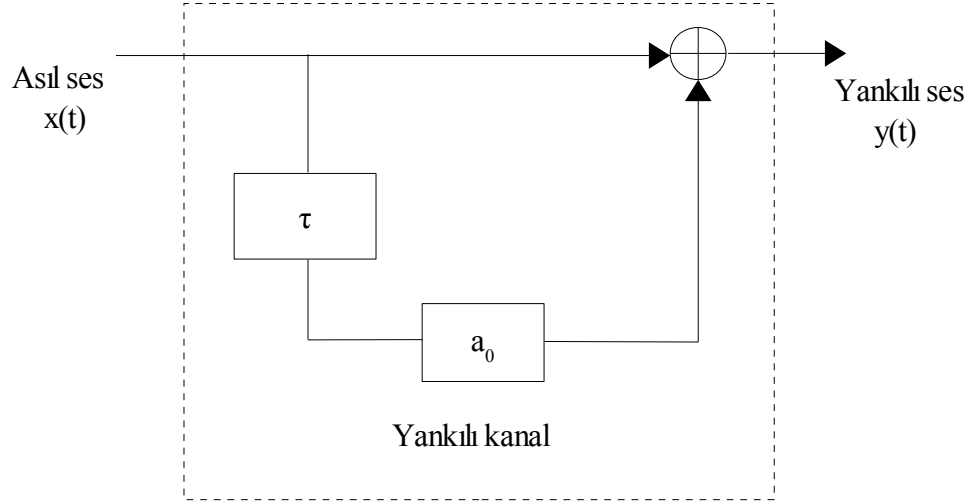 Asıl ses
x(t)
Yankılı ses
y(t)
τ
a₀
Yankılı kanal